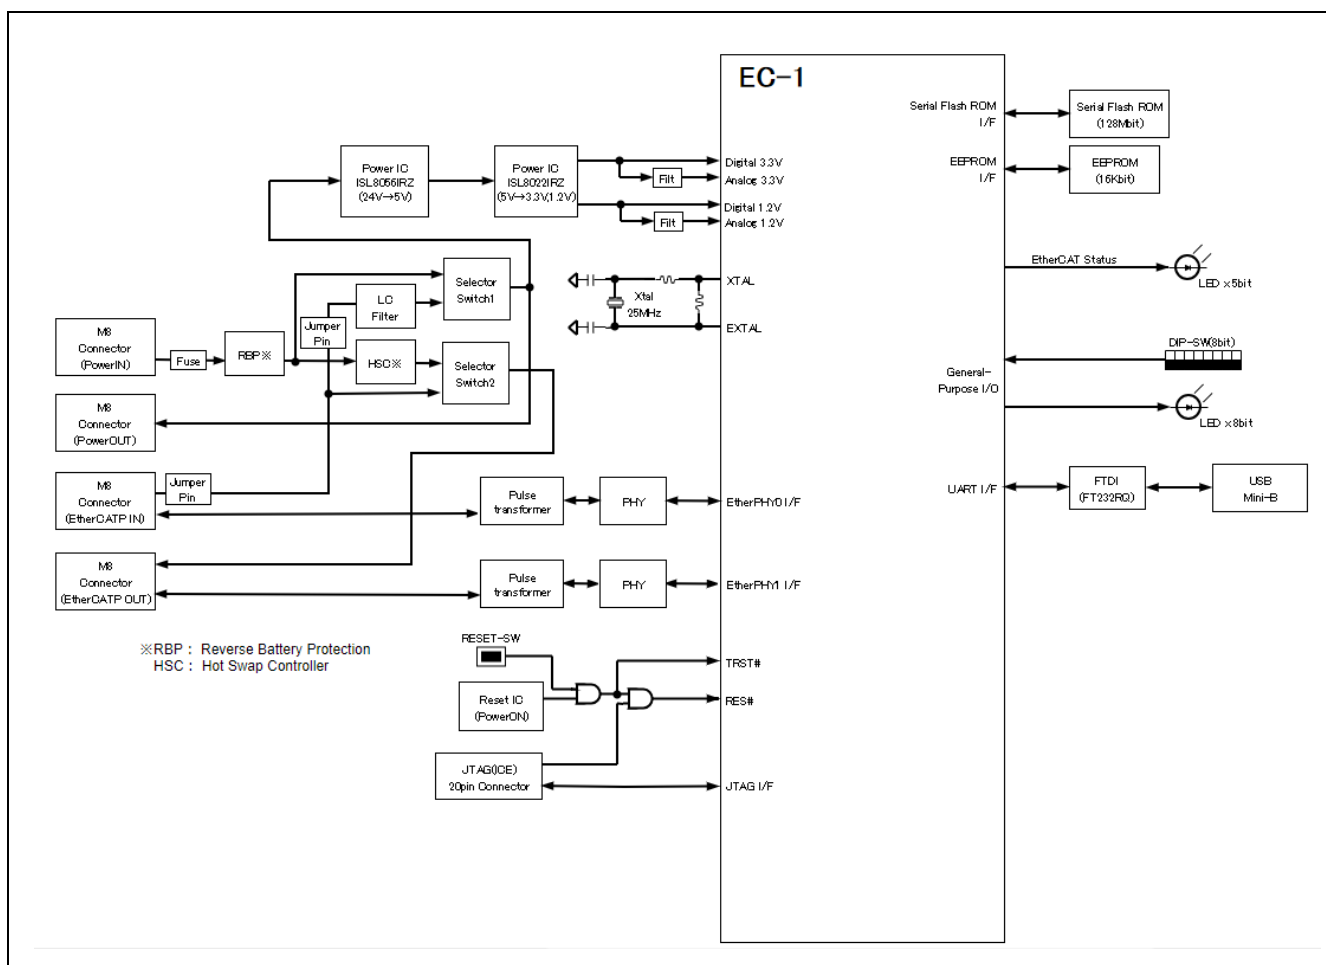 EC-1
Serial Flash ROM
I/F
Serial Flash ROM
(128Mbit)
EEPROM
I/F
EEPROM
(16Kbit)
Power IC
ISL8056IRZ
(24V→5V)
Power IC
ISL8022IRZ
(5V→3.3V,1.2V)
Digital 3.3V
Filt
Analog 3.3V
Digital 1.2V
Filt
Analog 1.2V
EtherCAT Status
LED x5bit
Selector
Switch1
LC
Filter
Jumper
Pin
XTAL
Xtal
25MHz
EXTAL
M8
Connector
(PowerIN)
Fuse
RBP※
HSC※
Selector
Switch2
DIP-SW(8bit)
General-
Purpose I/O
LED x8bit
M8
Connector
(PowerOUT)
M8
Connector
(EtherCATP IN)
Jumper
Pin
Pulse
transformer
PHY
EtherPHY0 I/F
UART I/F
FTDI
(FT232RQ)
USB
Mini-B
M8
Connector
(EtherCATP OUT)
Pulse
transformer
PHY
EtherPHY1 I/F
※RBP : Reverse Battery Protection
HSC : Hot Swap Controller
RESET-SW
TRST#
Reset IC
(PowerON)
RES#
JTAG(ICE)
20pin Connector
JTAG I/F